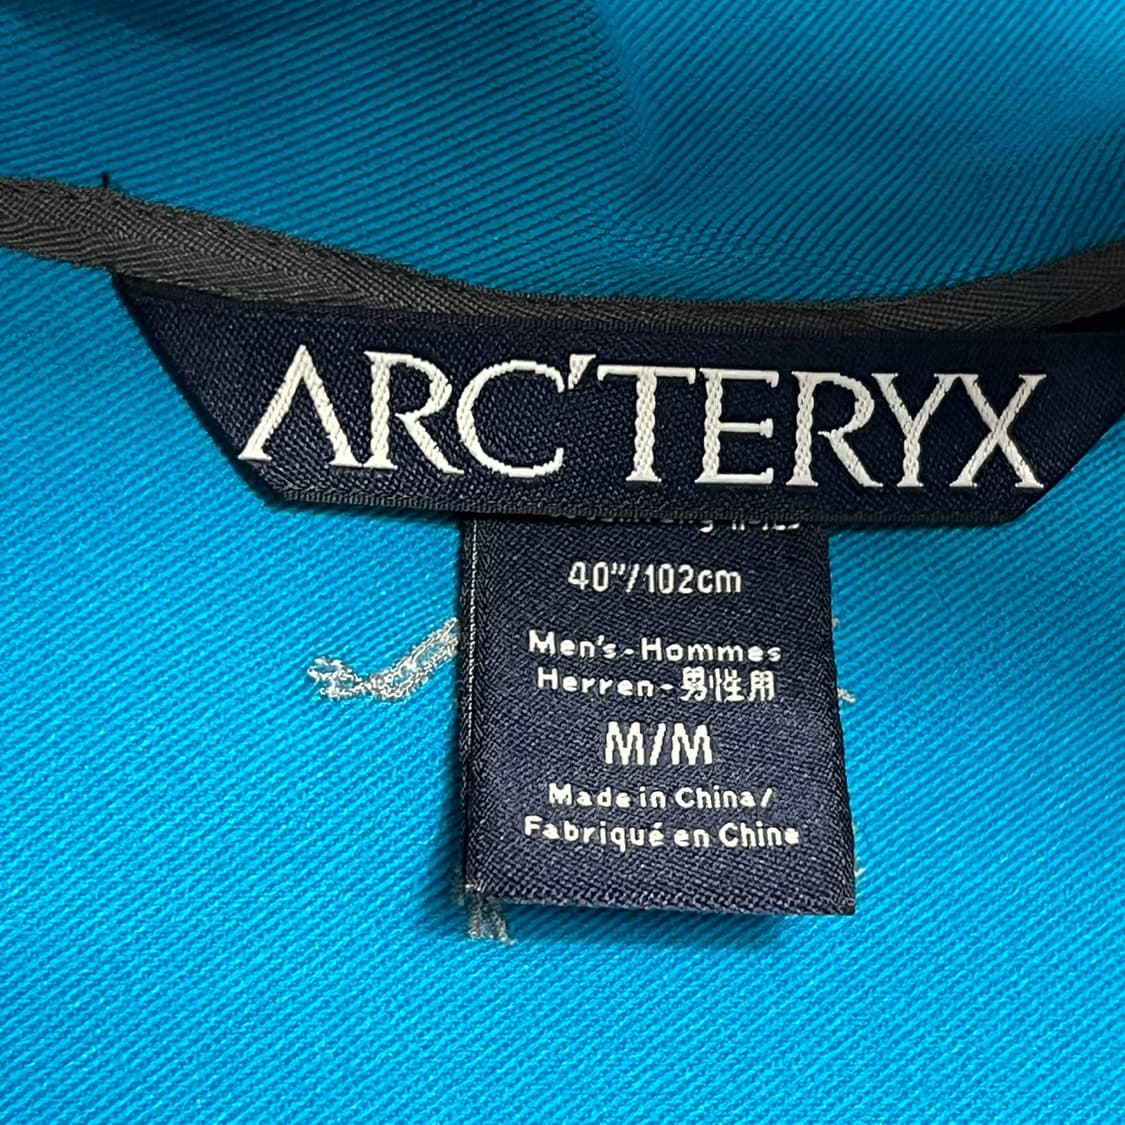 ARC'TERYX
40"/102cm
Men's-Hommes
Herren-男性用
M/M
Made in China/
Fabriqué en Chine